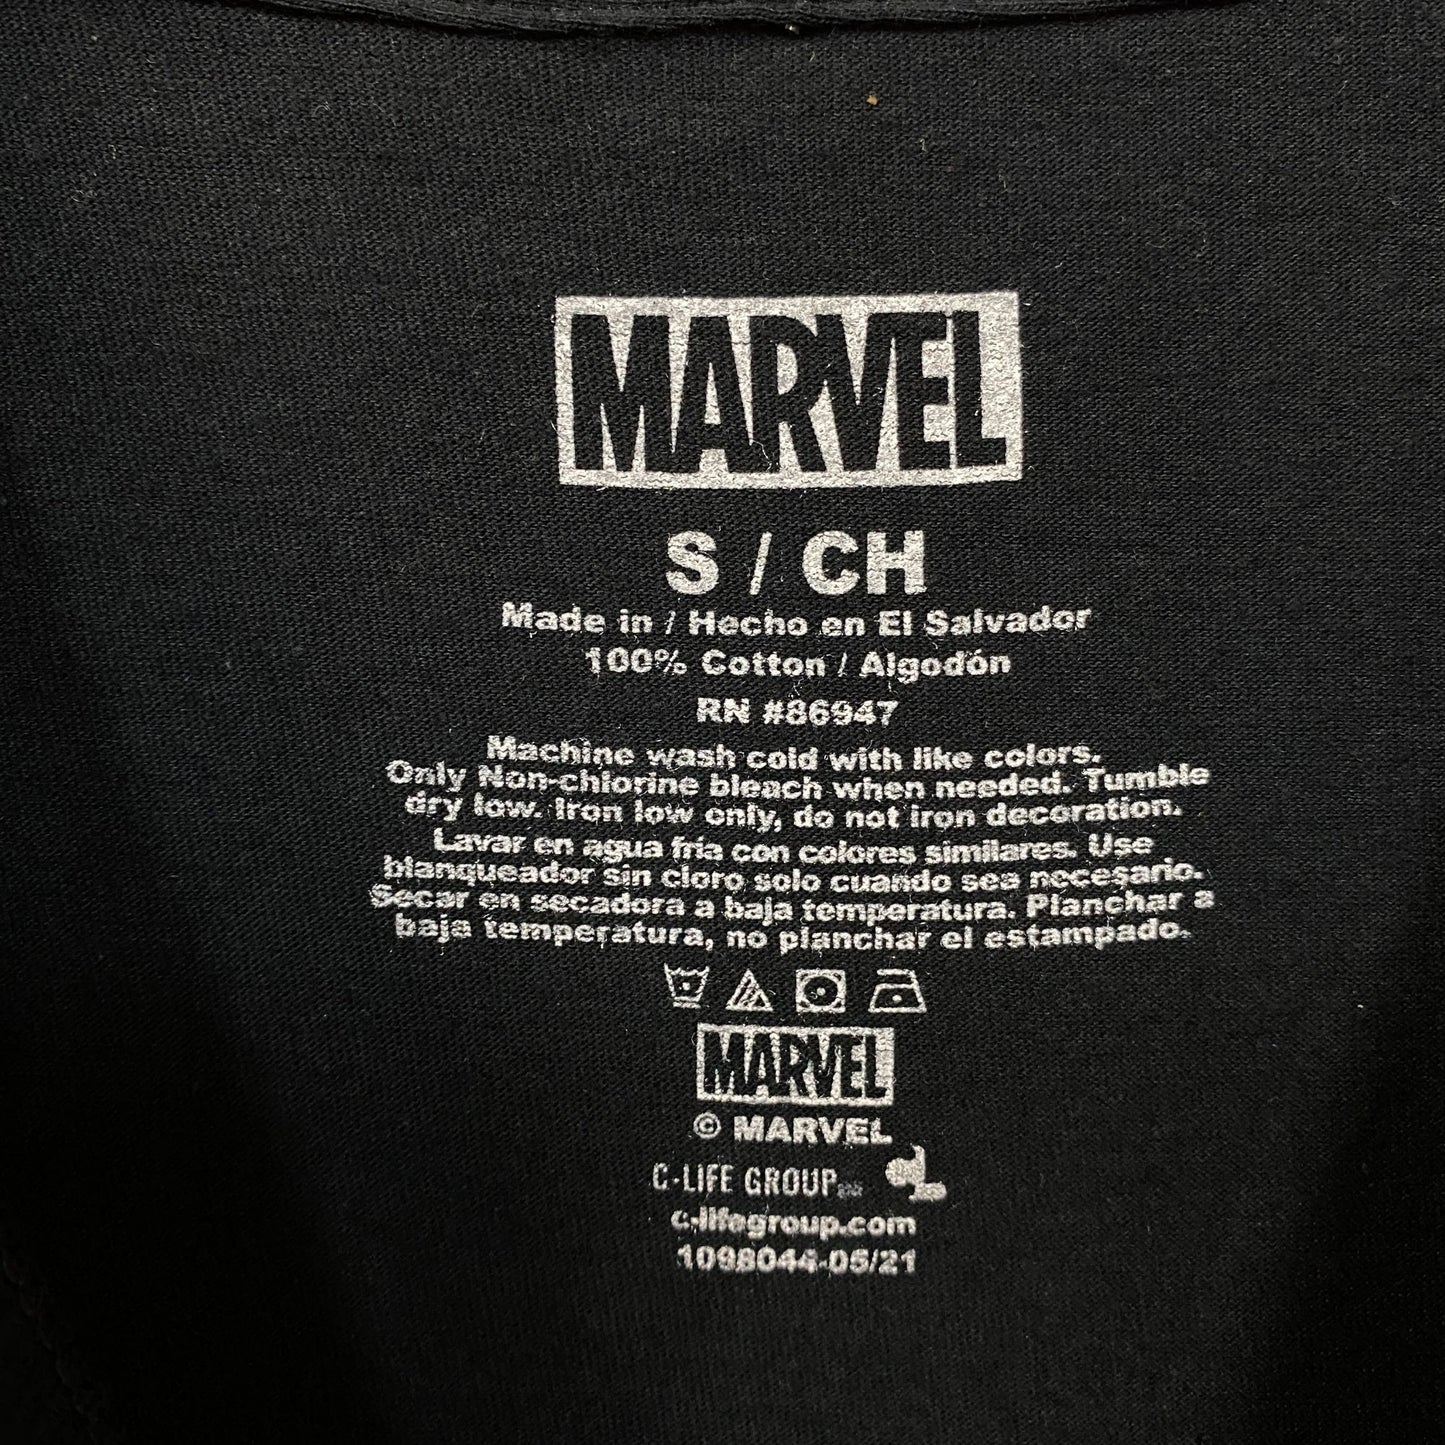 MARVEL
S / CH
Made in / Hecho en El Salvador
100% Cotton / Algodón
RN #86947
Machine wash cold with like colors.
Only Non-chlorine bleach when needed. Tumble
dry low. Iron low only, do not iron decoration.
Lavar en agua fría con colores similares. Use
blanqueador sin cloro solo cuando sea necesario.
Secar en secadora a baja temperatura. Planchar a
baja temperatura, no planchar el estampado.
MARVEL
© MARVEL
C-LIFE GROUP
c-lifegroup.com
1098044-05/21